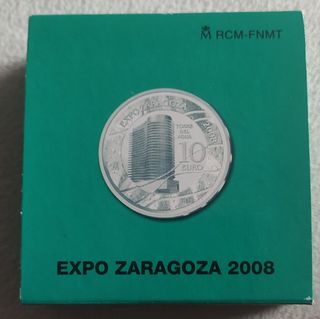 M RCM-FNMT
EXPO ZARAGOZA 2008
TORRE
DEL
AGUA
10
EURO
EXPO ZARAGOZA 2008